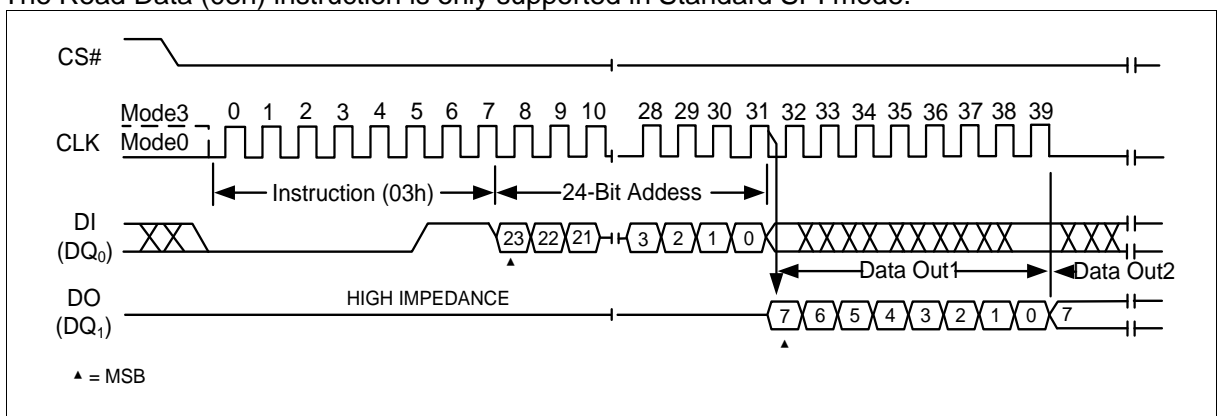 The Read Data (03h) instruction is only supported in Standard SPI mode.
CS#
Mode3 0 1 2 3 4 5 6 7 8 9 10 28 29 30 31 32 33 34 35 36 37 38 39
CLK Mode0
Instruction (03h) 24-Bit Addess
DI
(DQ0) 23 22 21 3 2 1 0
Data Out1 Data Out2
DO HIGH IMPEDANCE
(DQ1) 7 6 5 4 3 2 1 0 7
▲ = MSB